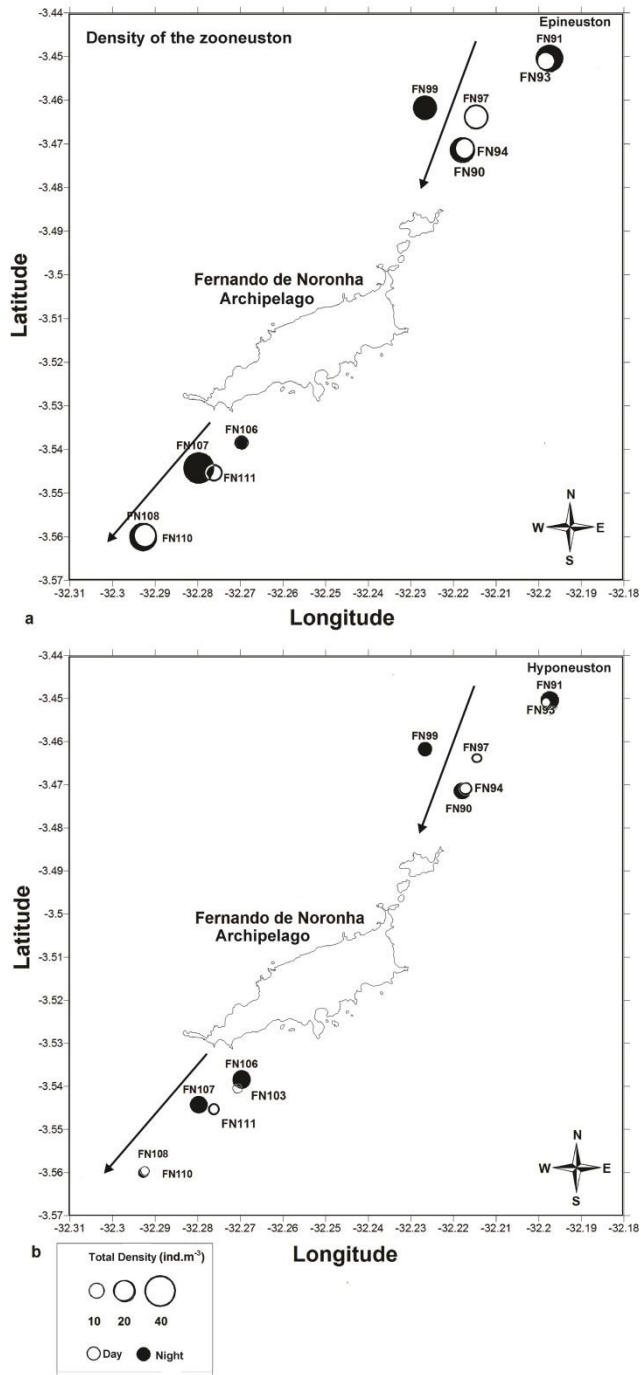 Epineuston
Density of the zooneuston
FN91
FN93
FN99
FN97
FN94
FN90
Fernando de Noronha
Archipelago
FN106
FN107
FN111
FN108
FN110
N
W E
S
Latitude
-3.44
-3.45
-3.46
-3.47
-3.48
-3.49
-3.5
-3.51
-3.52
-3.53
-3.54
-3.55
-3.56
-3.57
-32.31 -32.3 -32.29 -32.28 -32.27 -32.26 -32.25 -32.24 -32.23 -32.22 -32.21 -32.2 -32.19 -32.18
Longitude
a
Hyponeuston
FN91
FN93
FN99
FN97
FN94
FN90
Fernando de Noronha
Archipelago
FN106
FN107
FN103
FN111
FN108
FN110
N
W E
S
Latitude
-3.44
-3.45
-3.46
-3.47
-3.48
-3.49
-3.5
-3.51
-3.52
-3.53
-3.54
-3.55
-3.56
-3.57
-32.31 -32.3 -32.29 -32.28 -32.27 -32.26 -32.25 -32.24 -32.23 -32.22 -32.21 -32.2 -32.19 -32.18
b
Longitude
Total Density (ind.m⁻³)
10 20 40
Day Night